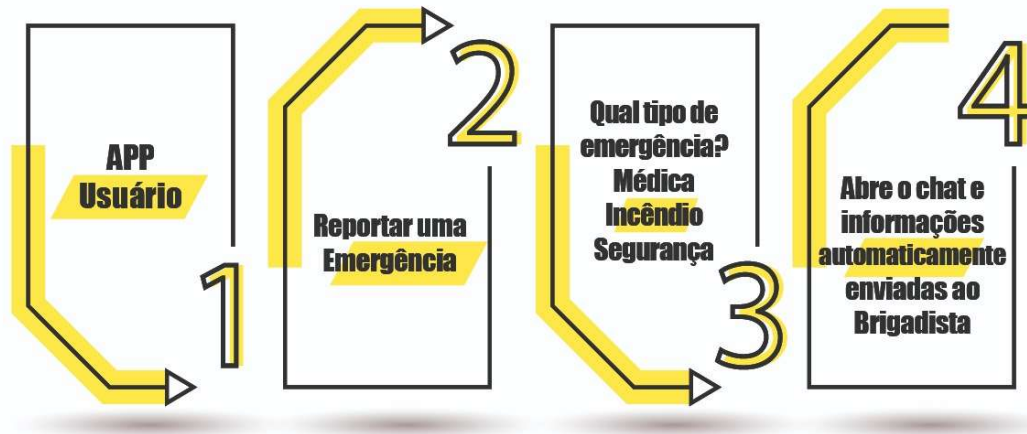 1
APP
Usuário
2
Reportar uma
Emergência
3
Qual tipo de
emergência?
Médica
Incêndio
Segurança
4
Abre o chat e
informações
automaticamente
enviadas ao
Brigadista